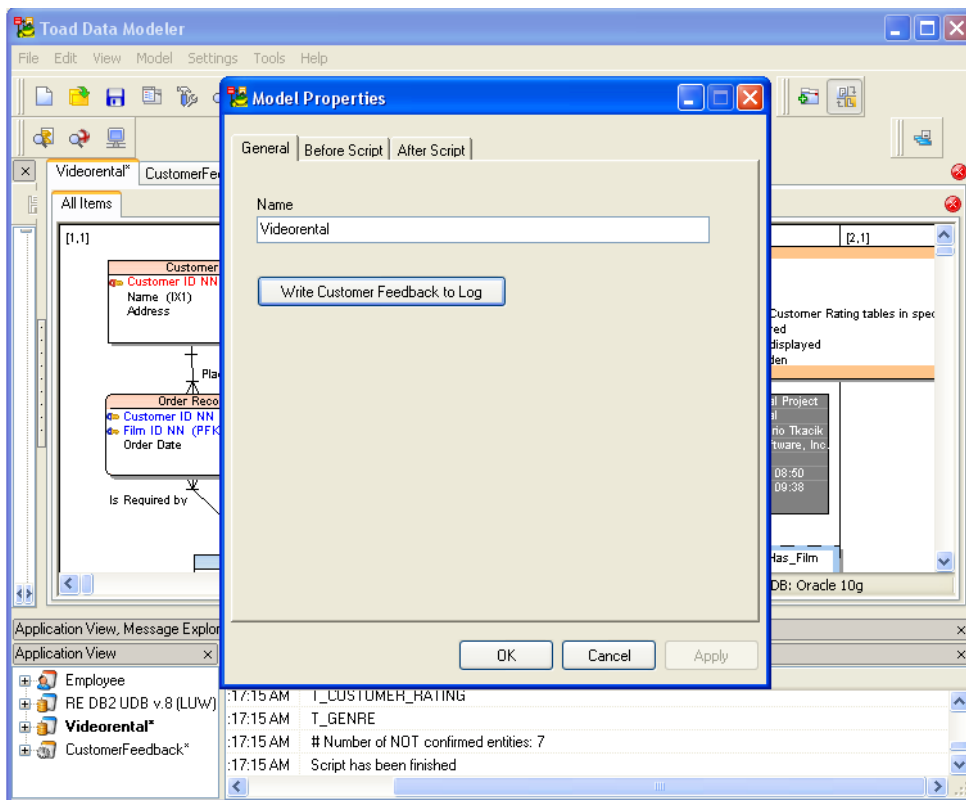 Toad Data Modeler
File Edit View Model Settings Tools Help
Model Properties
General Before Script After Script
Name
Videorental
Write Customer Feedback to Log
OK Cancel Apply
Videorental*
All Items
[1,1]
[2,1]
Customer
Customer ID NN
Name (IX1)
Address
Order Reco
Customer ID NN
Film ID NN (PFK
Order Date
Is Required by
Customer Rating tables in spec
displayed
Project
Tkacik
Inc.
08:50
09:38
Has_Film
DB: Oracle 10g
Application View, Message Explor
Application View
Employee
RE DB2 UDB v.8 (LUW)
Videorental*
CustomerFeedback*
:17:15 AM T_CUSTOMER_RATING
:17:15 AM T_GENRE
:17:15 AM # Number of NOT confirmed entities: 7
:17:15 AM Script has been finished